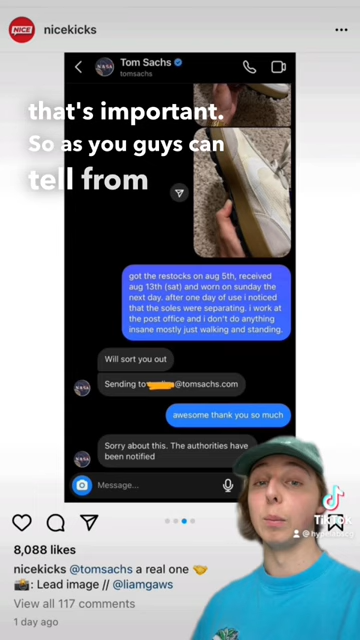 NICE
nicekicks
Tom Sachs
tomsachs
that's important.
So as you guys can
tell from
got the restocks on aug 5th, received
aug 13th (sat) and worn on sunday the
next day. after one day of use i noticed
that the soles were separating. i work at
the post office and i don't do anything
insane mostly just walking and standing.
Will sort you out
Sending to @tomsachs.com
awesome thank you so much
Sorry about this. The authorities have
been notified
Message...
TikTok
8,088 likes
nicekicks @tomsachs a real one 🤝
📸: Lead image // @liamgaws
View all 117 comments
1 day ago